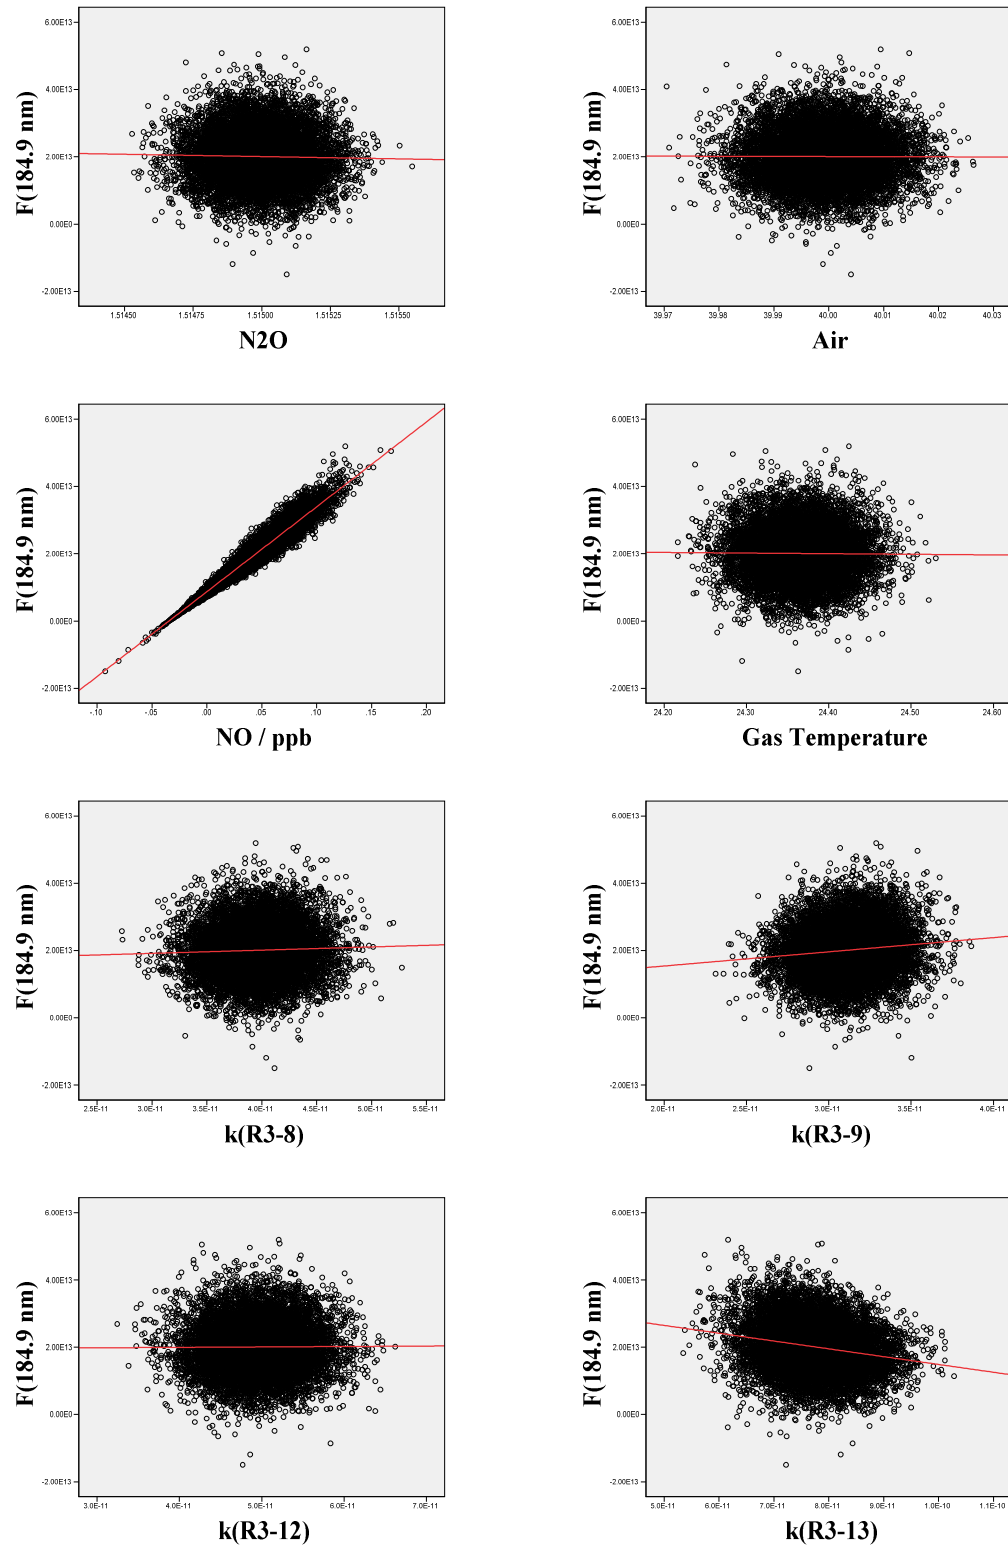 6.00E13
4.00E13
2.00E13
0.00E0
-2.00E13
F(184.9 nm)
1.51450 1.51475 1.51500 1.51525 1.51550
N2O
6.00E13
4.00E13
2.00E13
0.00E0
-2.00E13
F(184.9 nm)
39.97 39.98 39.99 40.00 40.01 40.02 40.03
Air
6.00E13
4.00E13
2.00E13
0.00E0
-2.00E13
F(184.9 nm)
-.10 -.05 .00 .05 .10 .15 .20
NO / ppb
6.00E13
4.00E13
2.00E13
0.00E0
-2.00E13
F(184.9 nm)
24.20 24.30 24.40 24.50 24.60
Gas Temperature
6.00E13
4.00E13
2.00E13
0.00E0
-2.00E13
F(184.9 nm)
2.5E-11 3.0E-11 3.5E-11 4.0E-11 4.5E-11 5.0E-11 5.5E-11
k(R3-8)
6.00E13
4.00E13
2.00E13
0.00E0
-2.00E13
F(184.9 nm)
2.0E-11 2.5E-11 3.0E-11 3.5E-11 4.0E-11
k(R3-9)
6.00E13
4.00E13
2.00E13
0.00E0
-2.00E13
F(184.9 nm)
3.0E-11 4.0E-11 5.0E-11 6.0E-11 7.0E-11
k(R3-12)
6.00E13
4.00E13
2.00E13
0.00E0
-2.00E13
F(184.9 nm)
5.0E-11 6.0E-11 7.0E-11 8.0E-11 9.0E-11 1.0E-10 1.1E-10
k(R3-13)